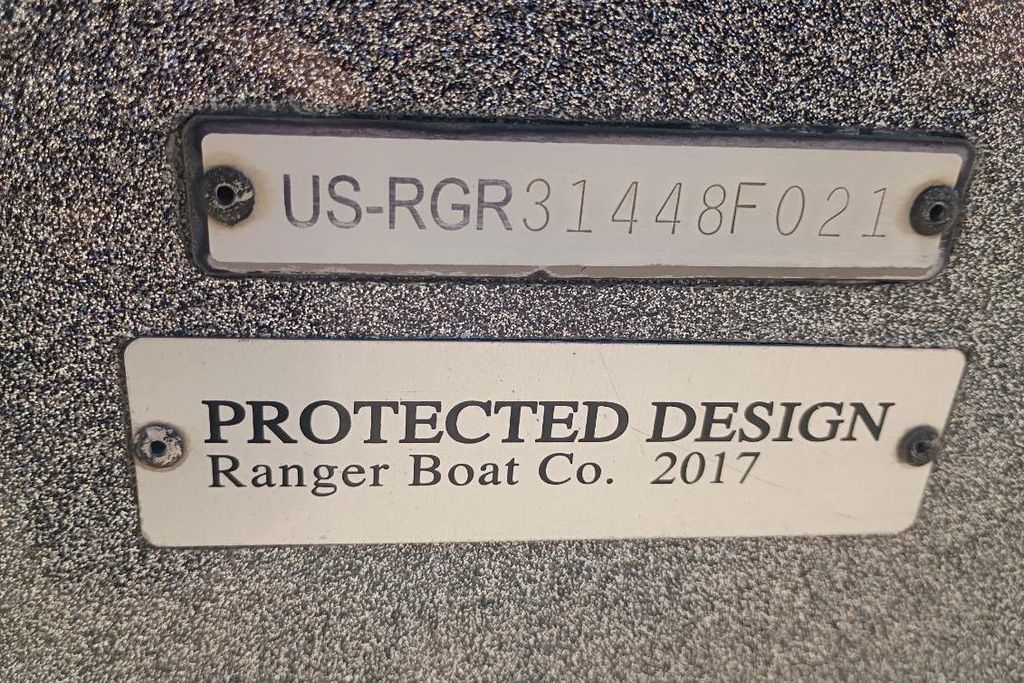 US-RGR31448F021
PROTECTED DESIGN
Ranger Boat Co. 2017